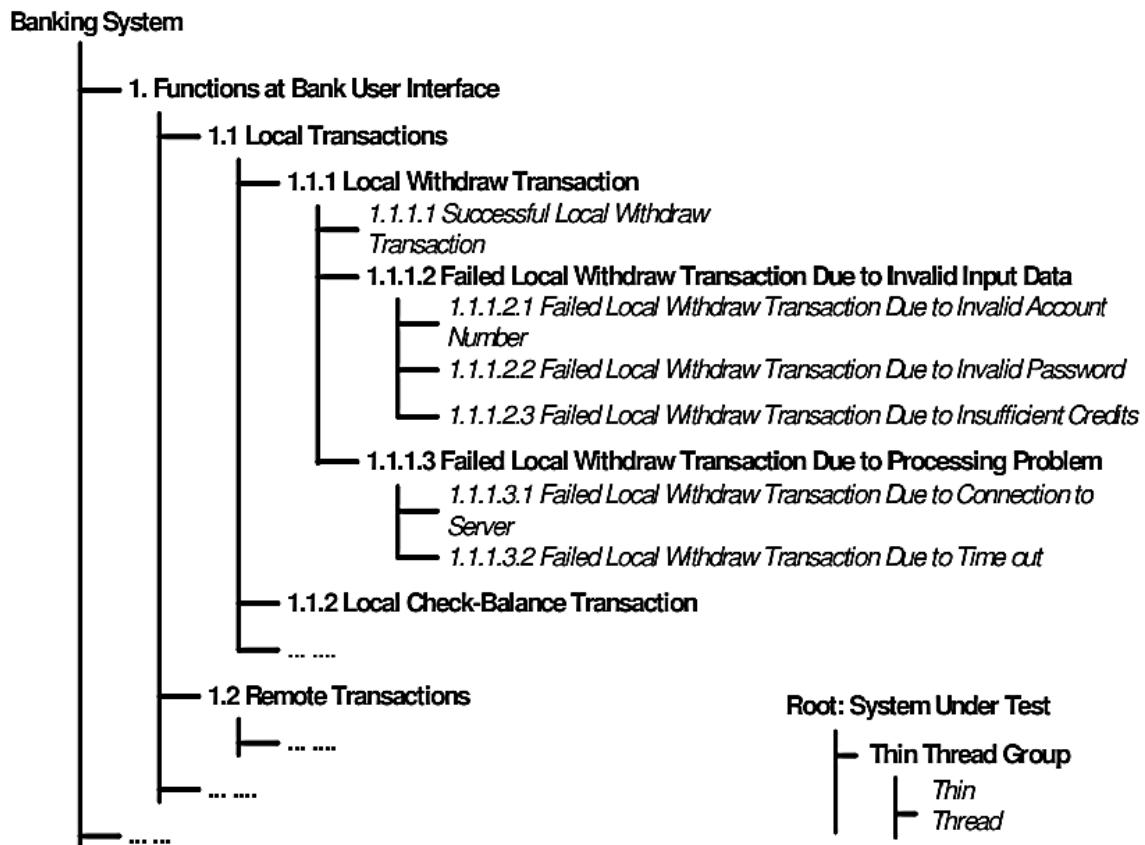 Banking System
1. Functions at Bank User Interface
1.1 Local Transactions
1.1.1 Local Withdraw Transaction
1.1.1.1 Successful Local Withdraw
Transaction
1.1.1.2 Failed Local Withdraw Transaction Due to Invalid Input Data
1.1.1.2.1 Failed Local Withdraw Transaction Due to Invalid Account
Number
1.1.1.2.2 Failed Local Withdraw Transaction Due to Invalid Password
1.1.1.2.3 Failed Local Withdraw Transaction Due to Insufficient Credits
1.1.1.3 Failed Local Withdraw Transaction Due to Processing Problem
1.1.1.3.1 Failed Local Withdraw Transaction Due to Connection to
Server
1.1.1.3.2 Failed Local Withdraw Transaction Due to Time out
1.1.2 Local Check-Balance Transaction
... ....
1.2 Remote Transactions
... ....
... ....
... ...
Root: System Under Test
Thin Thread Group
Thin
Thread